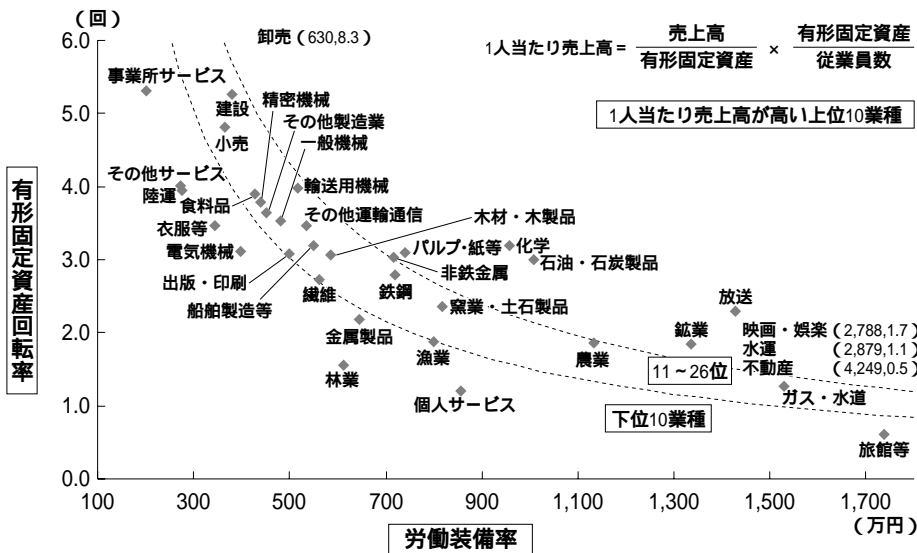 （回）
6.0
5.0
4.0
3.0
2.0
1.0
0.0
有形固定資産回転率
卸売（630,8.3）
1人当たり売上高＝ 売上高／有形固定資産 × 有形固定資産／従業員数
1人当たり売上高が高い上位10業種
事業所サービス
建設
小売
精密機械
その他製造業
一般機械
その他サービス
陸運
食料品
輸送用機械
その他運輸通信
木材・木製品
衣服等
電気機械
パルプ・紙等
化学
石油・石炭製品
非鉄金属
出版・印刷
船舶製造等
繊維
鉄鋼
窯業・土石製品
放送
金属製品
漁業
農業
鉱業
映画・娯楽（2,788,1.7）
水運（2,879,1.1）
不動産（4,249,0.5）
林業
個人サービス
11～26位
ガス・水道
下位10業種
旅館等
100
300
500
700
900
1,100
1,300
1,500
1,700
（万円）
労働装備率